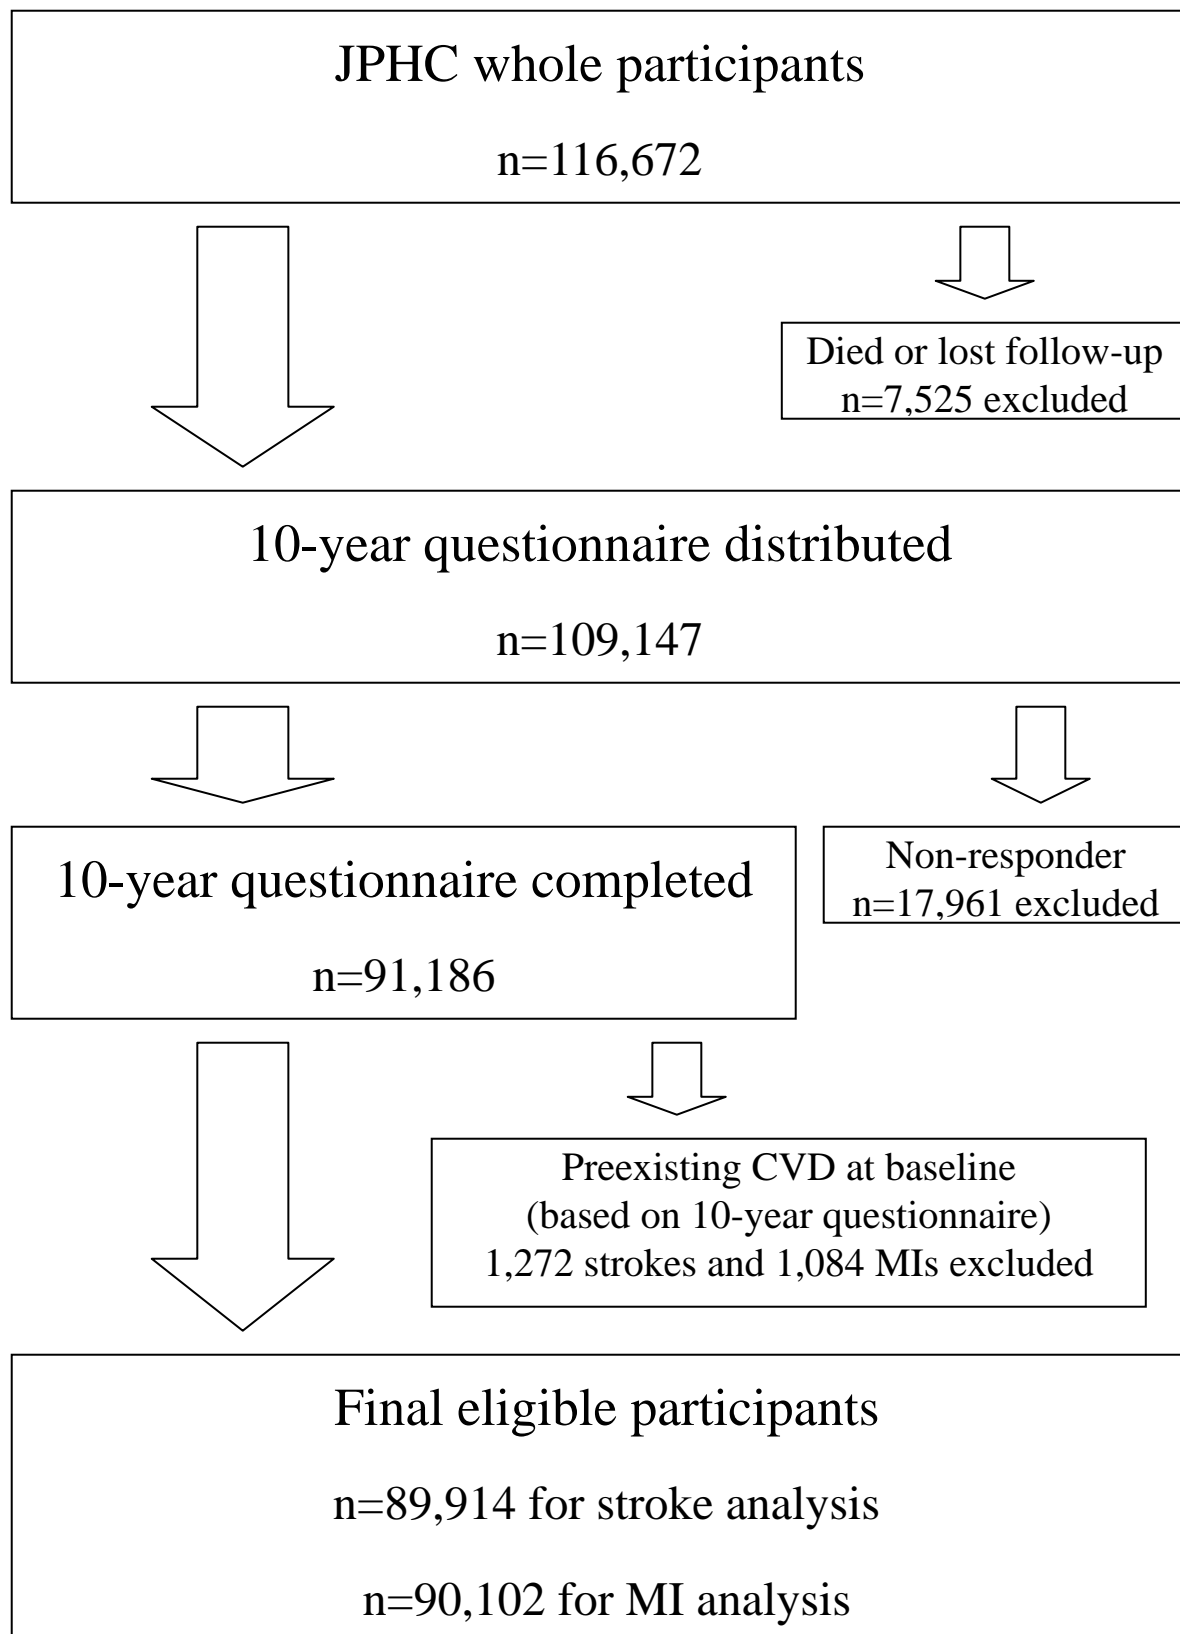 JPHC whole participants
n=116,672
Died or lost follow-up
n=7,525 excluded
10-year questionnaire distributed
n=109,147
10-year questionnaire completed
n=91,186
Non-responder
n=17,961 excluded
Preexisting CVD at baseline
(based on 10-year questionnaire)
1,272 strokes and 1,084 MIs excluded
Final eligible participants
n=89,914 for stroke analysis
n=90,102 for MI analysis